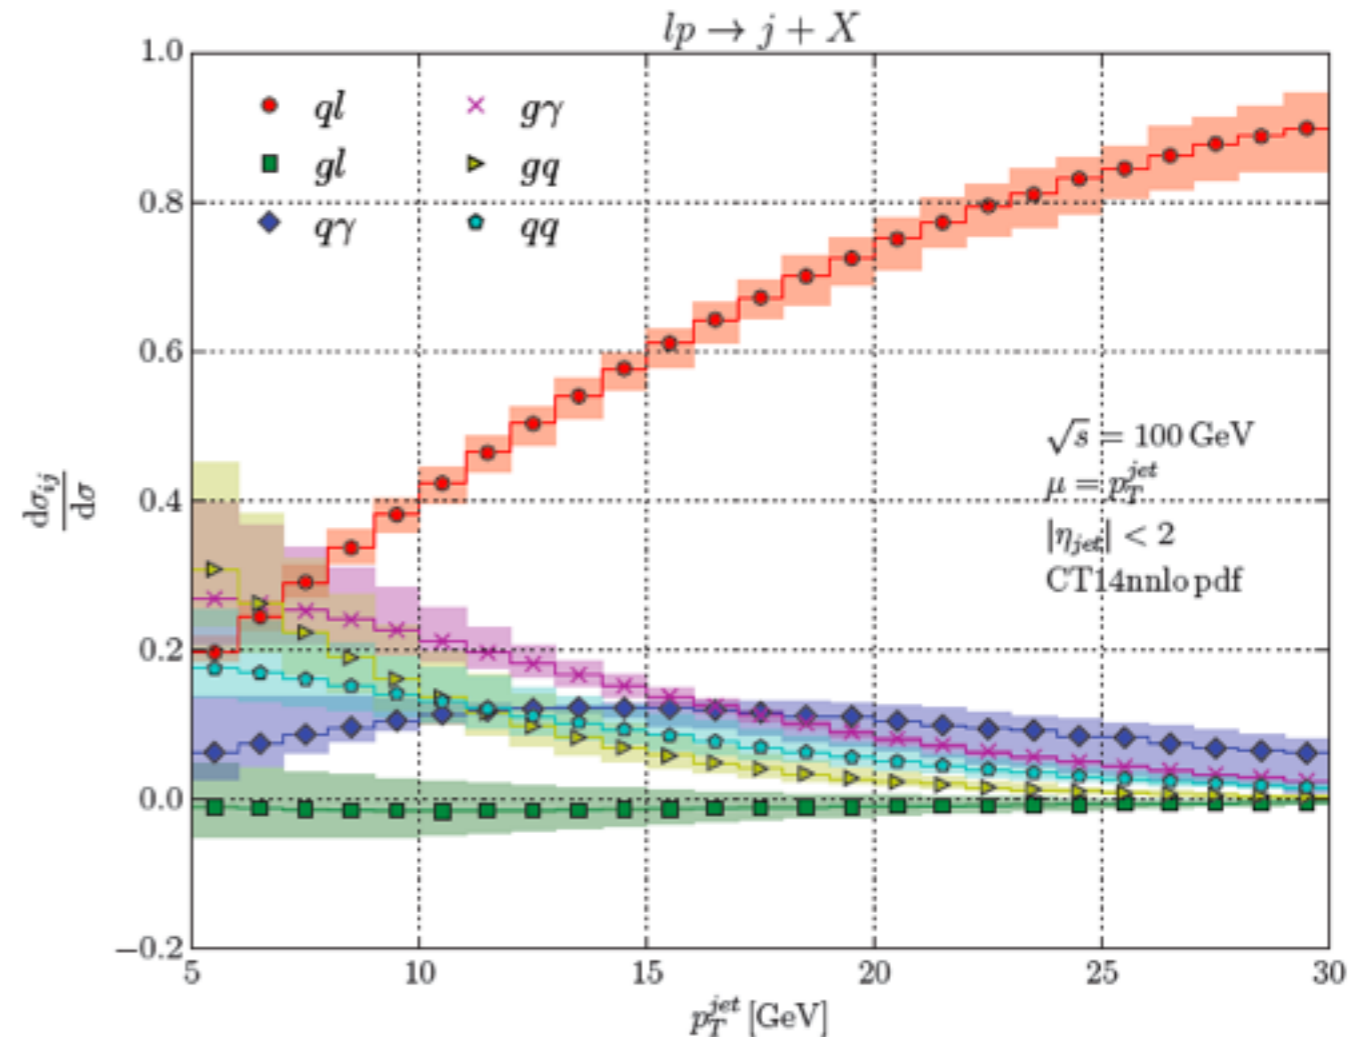 lp → j + X
1.0
0.8
0.6
0.4
0.2
0.0
−0.2
dσij
dσ
ql
gl
qγ
gγ
gq
qq
√s = 100 GeV
μ = p_T^jet
|η_jet| < 2
CT14nnlo pdf
5 10 15 20 25 30
p_T^jet [GeV]